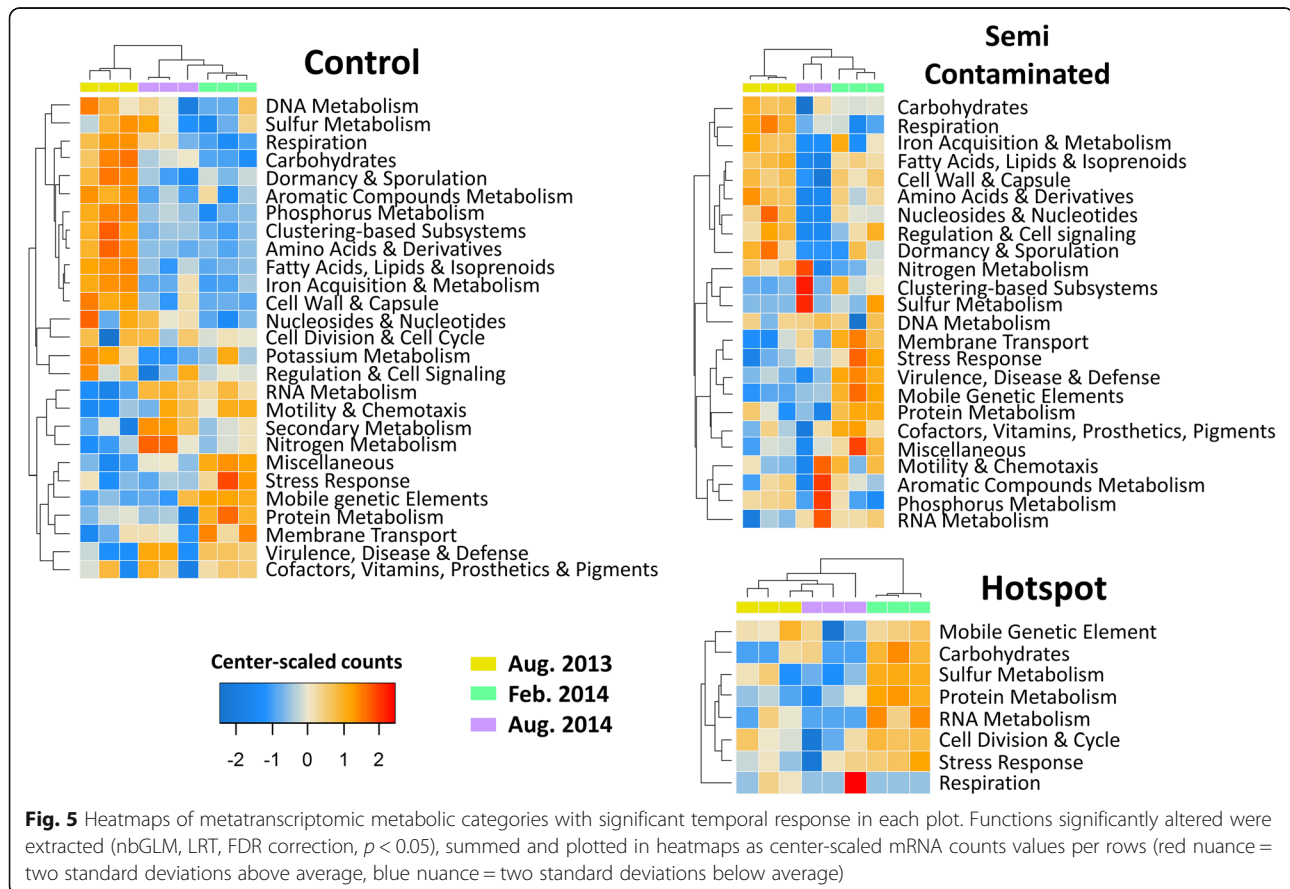 Control
DNA Metabolism
Sulfur Metabolism
Respiration
Carbohydrates
Dormancy & Sporulation
Aromatic Compounds Metabolism
Phosphorus Metabolism
Clustering-based Subsystems
Amino Acids & Derivatives
Fatty Acids, Lipids & Isoprenoids
Iron Acquisition & Metabolism
Cell Wall & Capsule
Nucleosides & Nucleotides
Cell Division & Cell Cycle
Potassium Metabolism
Regulation & Cell Signaling
RNA Metabolism
Motility & Chemotaxis
Secondary Metabolism
Nitrogen Metabolism
Miscellaneous
Stress Response
Mobile genetic Elements
Protein Metabolism
Membrane Transport
Virulence, Disease & Defense
Cofactors, Vitamins, Prosthetics & Pigments
Semi
Contaminated
Carbohydrates
Respiration
Iron Acquisition & Metabolism
Fatty Acids, Lipids & Isoprenoids
Cell Wall & Capsule
Amino Acids & Derivatives
Nucleosides & Nucleotides
Regulation & Cell signaling
Dormancy & Sporulation
Nitrogen Metabolism
Clustering-based Subsystems
Sulfur Metabolism
DNA Metabolism
Membrane Transport
Stress Response
Virulence, Disease & Defense
Mobile Genetic Elements
Protein Metabolism
Cofactors, Vitamins, Prosthetics, Pigments
Miscellaneous
Motility & Chemotaxis
Aromatic Compounds Metabolism
Phosphorus Metabolism
RNA Metabolism
Hotspot
Mobile Genetic Element
Carbohydrates
Sulfur Metabolism
Protein Metabolism
RNA Metabolism
Cell Division & Cycle
Stress Response
Respiration
Center-scaled counts
-2 -1 0 1 2
Aug. 2013
Feb. 2014
Aug. 2014
Fig. 5 Heatmaps of metatranscriptomic metabolic categories with significant temporal response in each plot. Functions significantly altered were
extracted (nbGLM, LRT, FDR correction, p < 0.05), summed and plotted in heatmaps as center-scaled mRNA counts values per rows (red nuance =
two standard deviations above average, blue nuance = two standard deviations below average)